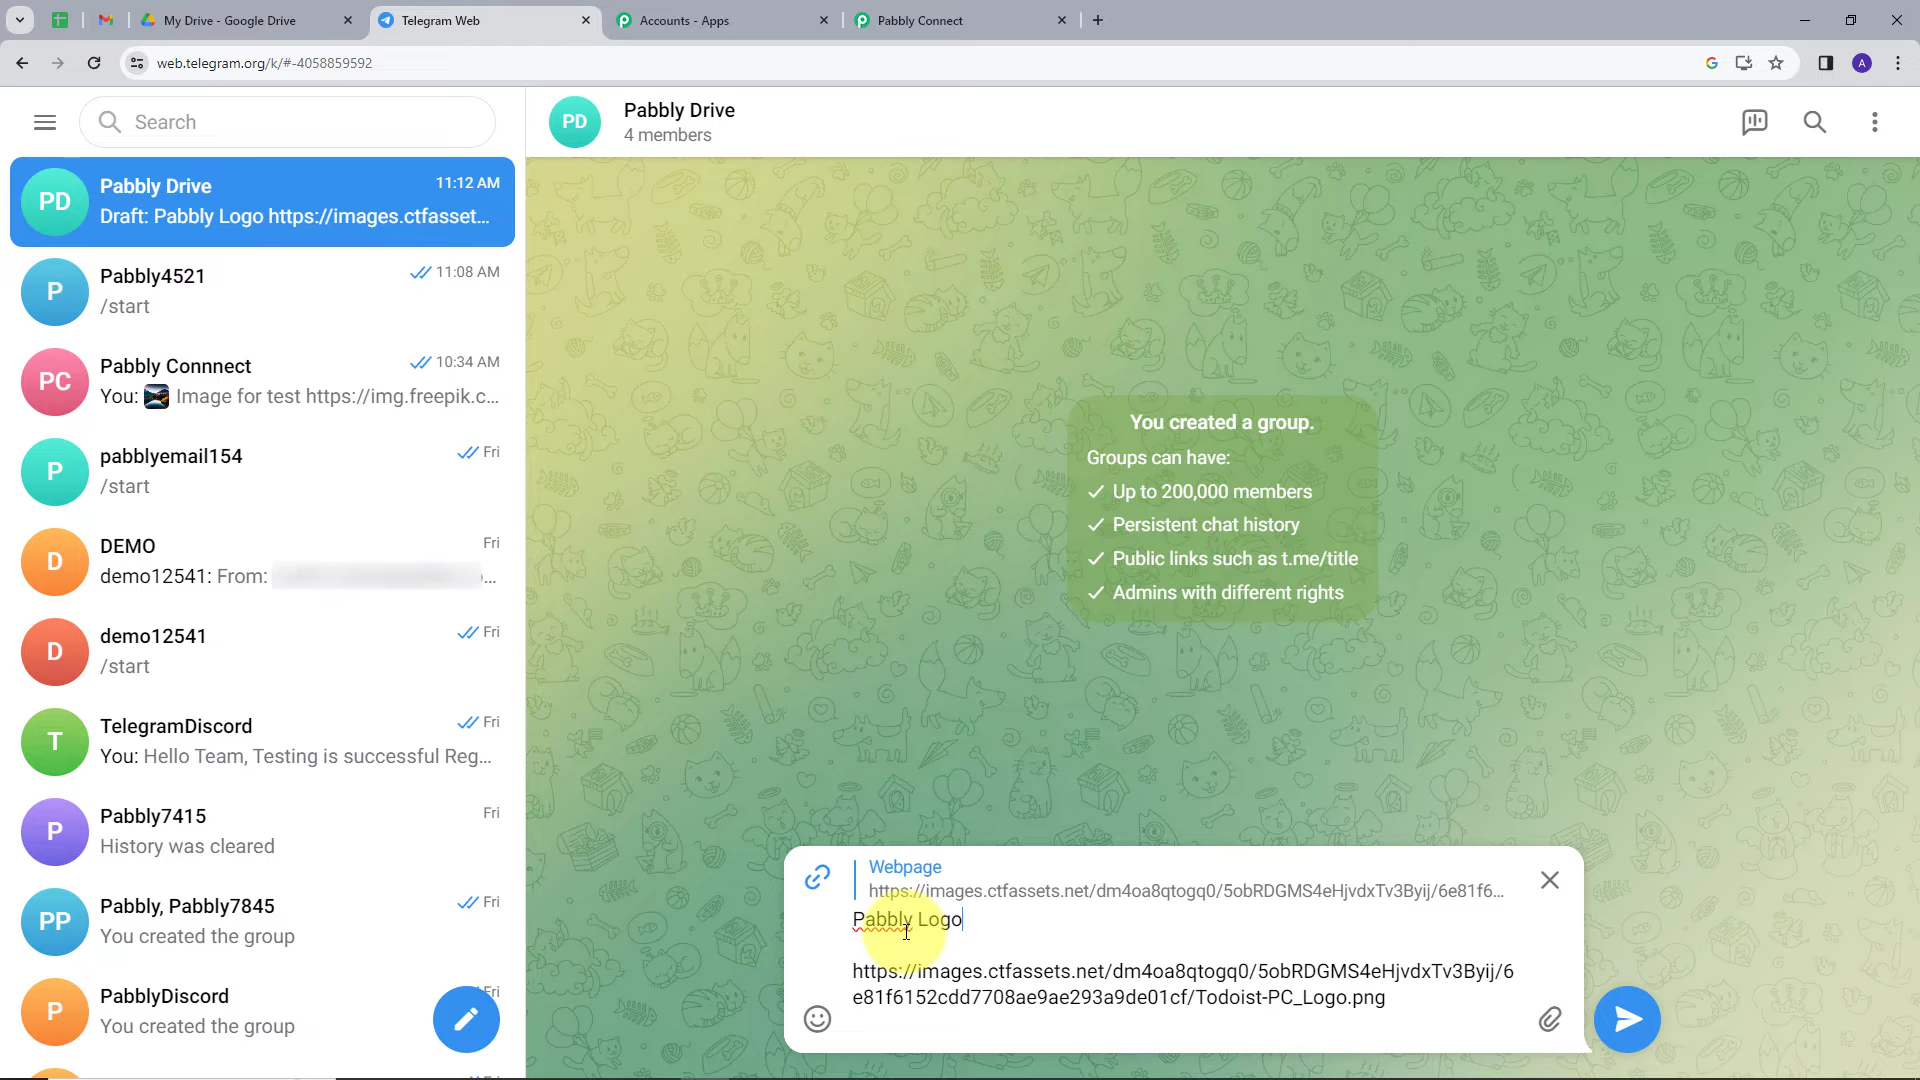 My Drive - Google Drive
Telegram Web
Accounts - Apps
Pabbly Connect
web.telegram.org/k/#-4058859592
A
Search
PD
Pabbly Drive
4 members
PD
Pabbly Drive
11:12 AM
Draft: Pabbly Logo https://images.ctfasset...
P
Pabbly4521
11:08 AM
/start
PC
Pabbly Connnect
10:34 AM
You: Image for test https://img.freepik.c...
P
pabblyemail154
Fri
/start
D
DEMO
Fri
demo12541: From: ...
D
demo12541
Fri
/start
T
TelegramDiscord
Fri
You: Hello Team, Testing is successful Reg...
P
Pabbly7415
Fri
History was cleared
PP
Pabbly, Pabbly7845
Fri
You created the group
P
PabblyDiscord
Fri
You created the group
You created a group.
Groups can have:
Up to 200,000 members
Persistent chat history
Public links such as t.me/title
Admins with different rights
Webpage
https://images.ctfassets.net/dm4oa8qtogq0/5obRDGMS4eHjvdxTv3Byij/6e81f6...
Pabbly Logo
https://images.ctfassets.net/dm4oa8qtogq0/5obRDGMS4eHjvdxTv3Byij/6
e81f6152cdd7708ae9ae293a9de01cf/Todoist-PC_Logo.png